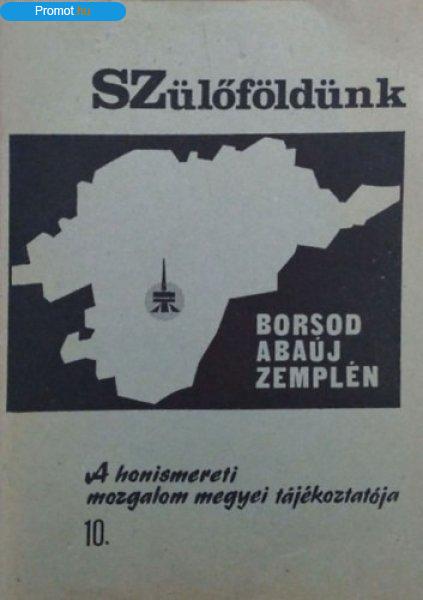 Promot.hu
SZülőföldünk
BORSOD
ABAÚJ
ZEMPLÉN
A honismereti
mozgalom megyei tájékoztatója
10.